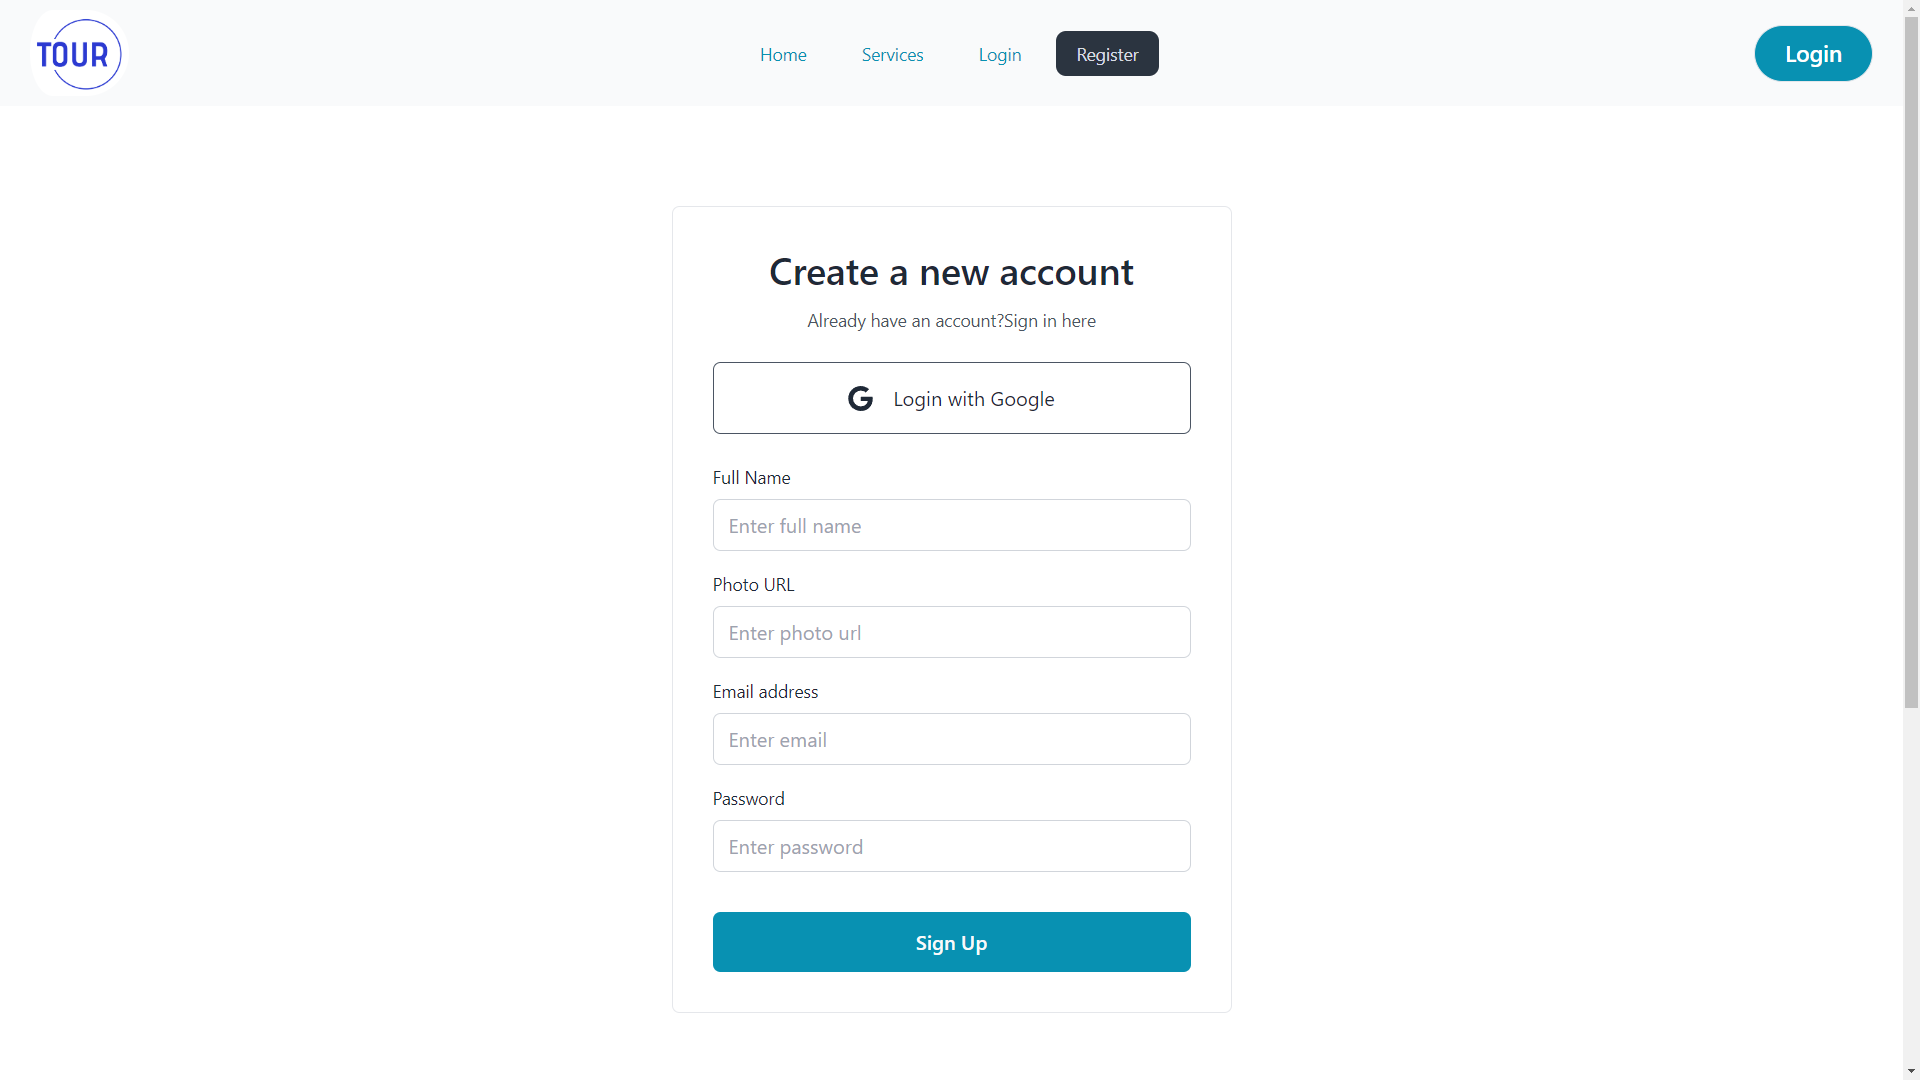 TOUR
Home
Services
Login
Register
Login
Create a new account
Already have an account?Sign in here
Login with Google
Full Name
Enter full name
Photo URL
Enter photo url
Email address
Enter email
Password
Enter password
Sign Up